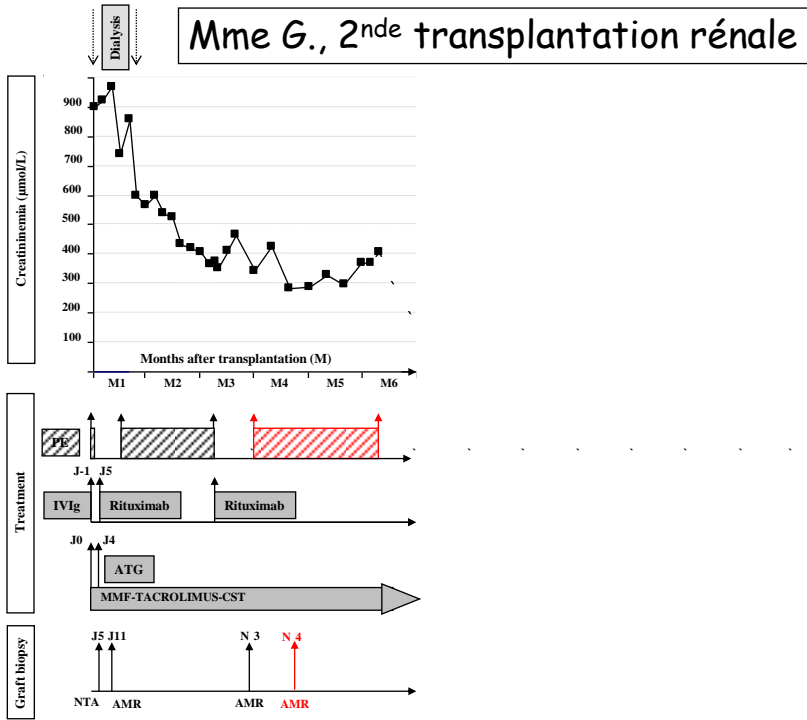 Mme G., 2nde transplantation rénale
Dialysis
Creatininemia (µmol/L)
900
800
700
600
500
400
300
200
100
Months after transplantation (M)
M1 M2 M3 M4 M5 M6
Treatment
PE
J-1 J5
IVIg Rituximab Rituximab
J0 J4
ATG
MMF-TACROLIMUS-CST
Graft biopsy
J5 J11 N 3 N 4
NTA AMR AMR AMR